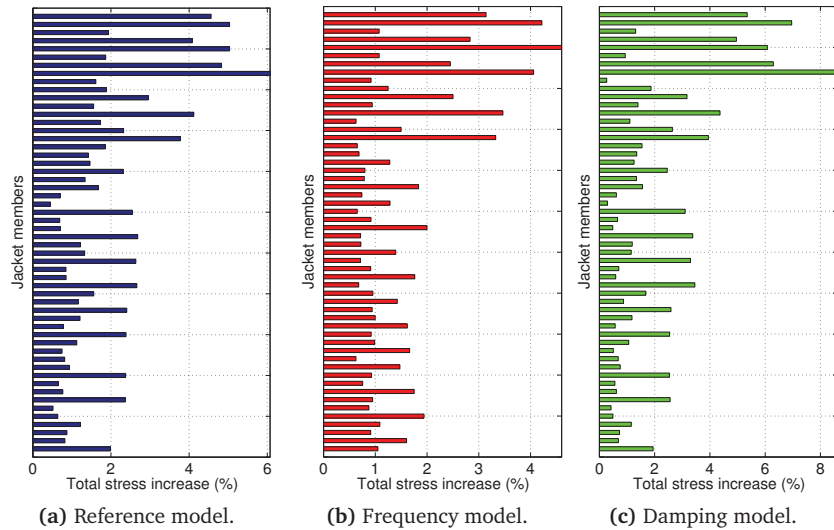 Jacket members
0 2 4 6
Total stress increase (%)
(a) Reference model.
Jacket members
0 1 2 3 4
Total stress increase (%)
(b) Frequency model.
Jacket members
0 2 4 6 8
Total stress increase (%)
(c) Damping model.